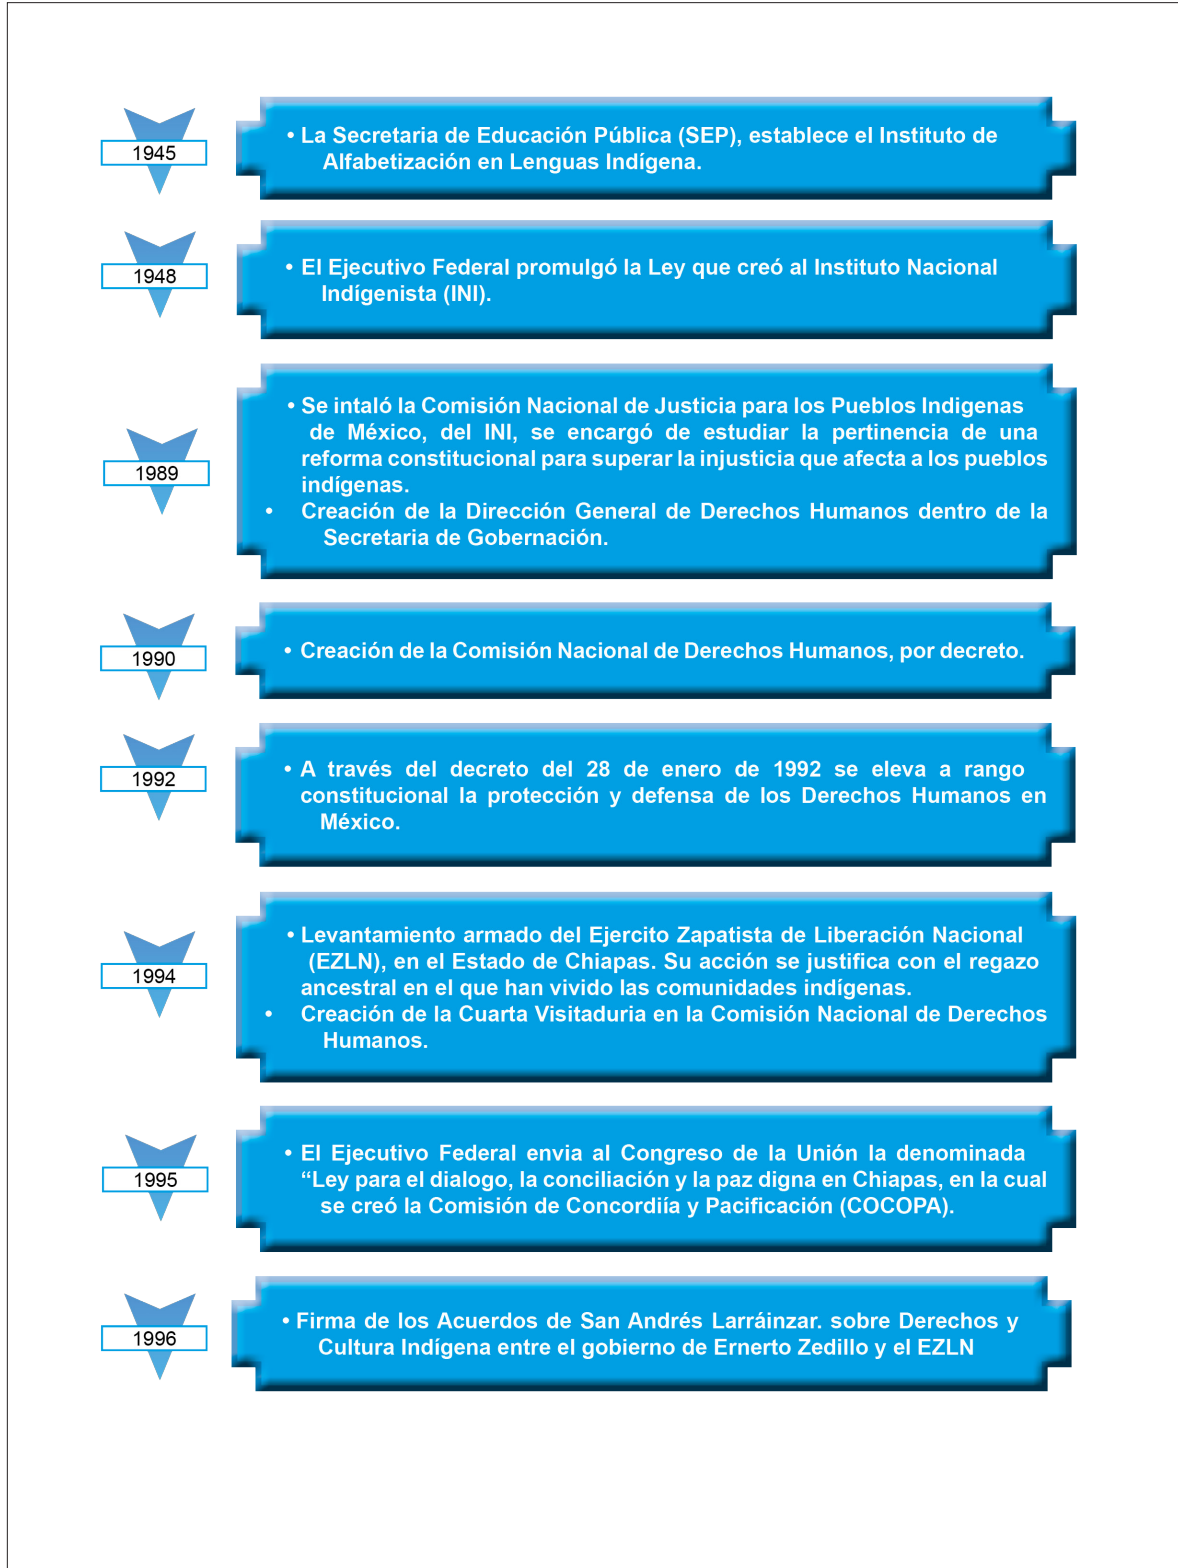 1945
• La Secretaria de Educación Pública (SEP), establece el Instituto de
Alfabetización en Lenguas Indígena.
1948
• El Ejecutivo Federal promulgó la Ley que creó al Instituto Nacional
Indígenista (INI).
1989
• Se intaló la Comisión Nacional de Justicia para los Pueblos Indigenas
de México, del INI, se encargó de estudiar la pertinencia de una
reforma constitucional para superar la injusticia que afecta a los pueblos
indígenas.
• Creación de la Dirección General de Derechos Humanos dentro de la
Secretaria de Gobernación.
1990
• Creación de la Comisión Nacional de Derechos Humanos, por decreto.
1992
• A través del decreto del 28 de enero de 1992 se eleva a rango
constitucional la protección y defensa de los Derechos Humanos en
México.
1994
• Levantamiento armado del Ejercito Zapatista de Liberación Nacional
(EZLN), en el Estado de Chiapas. Su acción se justifica con el regazo
ancestral en el que han vivido las comunidades indígenas.
• Creación de la Cuarta Visitaduria en la Comisión Nacional de Derechos
Humanos.
1995
• El Ejecutivo Federal envia al Congreso de la Unión la denominada
“Ley para el dialogo, la conciliación y la paz digna en Chiapas, en la cual
se creó la Comisión de Concordiía y Pacificación (COCOPA).
1996
• Firma de los Acuerdos de San Andrés Larráinzar. sobre Derechos y
Cultura Indígena entre el gobierno de Ernerto Zedillo y el EZLN